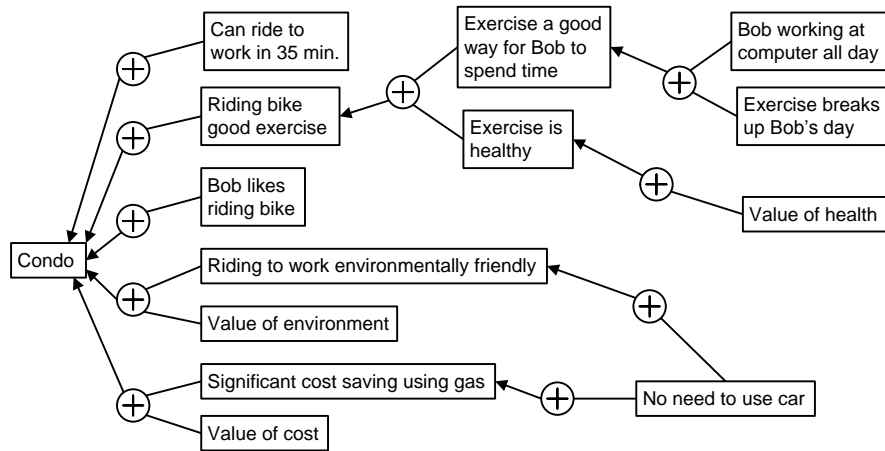 Can ride to
work in 35 min.
Exercise a good
way for Bob to
spend time
Bob working at
computer all day
Riding bike
good exercise
Exercise breaks
up Bob's day
Exercise is
healthy
Bob likes
riding bike
Value of health
Condo
Riding to work environmentally friendly
Value of environment
Significant cost saving using gas
No need to use car
Value of cost